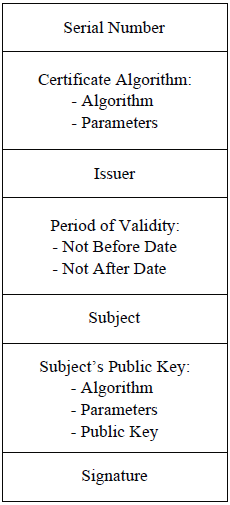 Serial Number
Certificate Algorithm:
- Algorithm
- Parameters
Issuer
Period of Validity:
- Not Before Date
- Not After Date
Subject
Subject’s Public Key:
- Algorithm
- Parameters
- Public Key
Signature